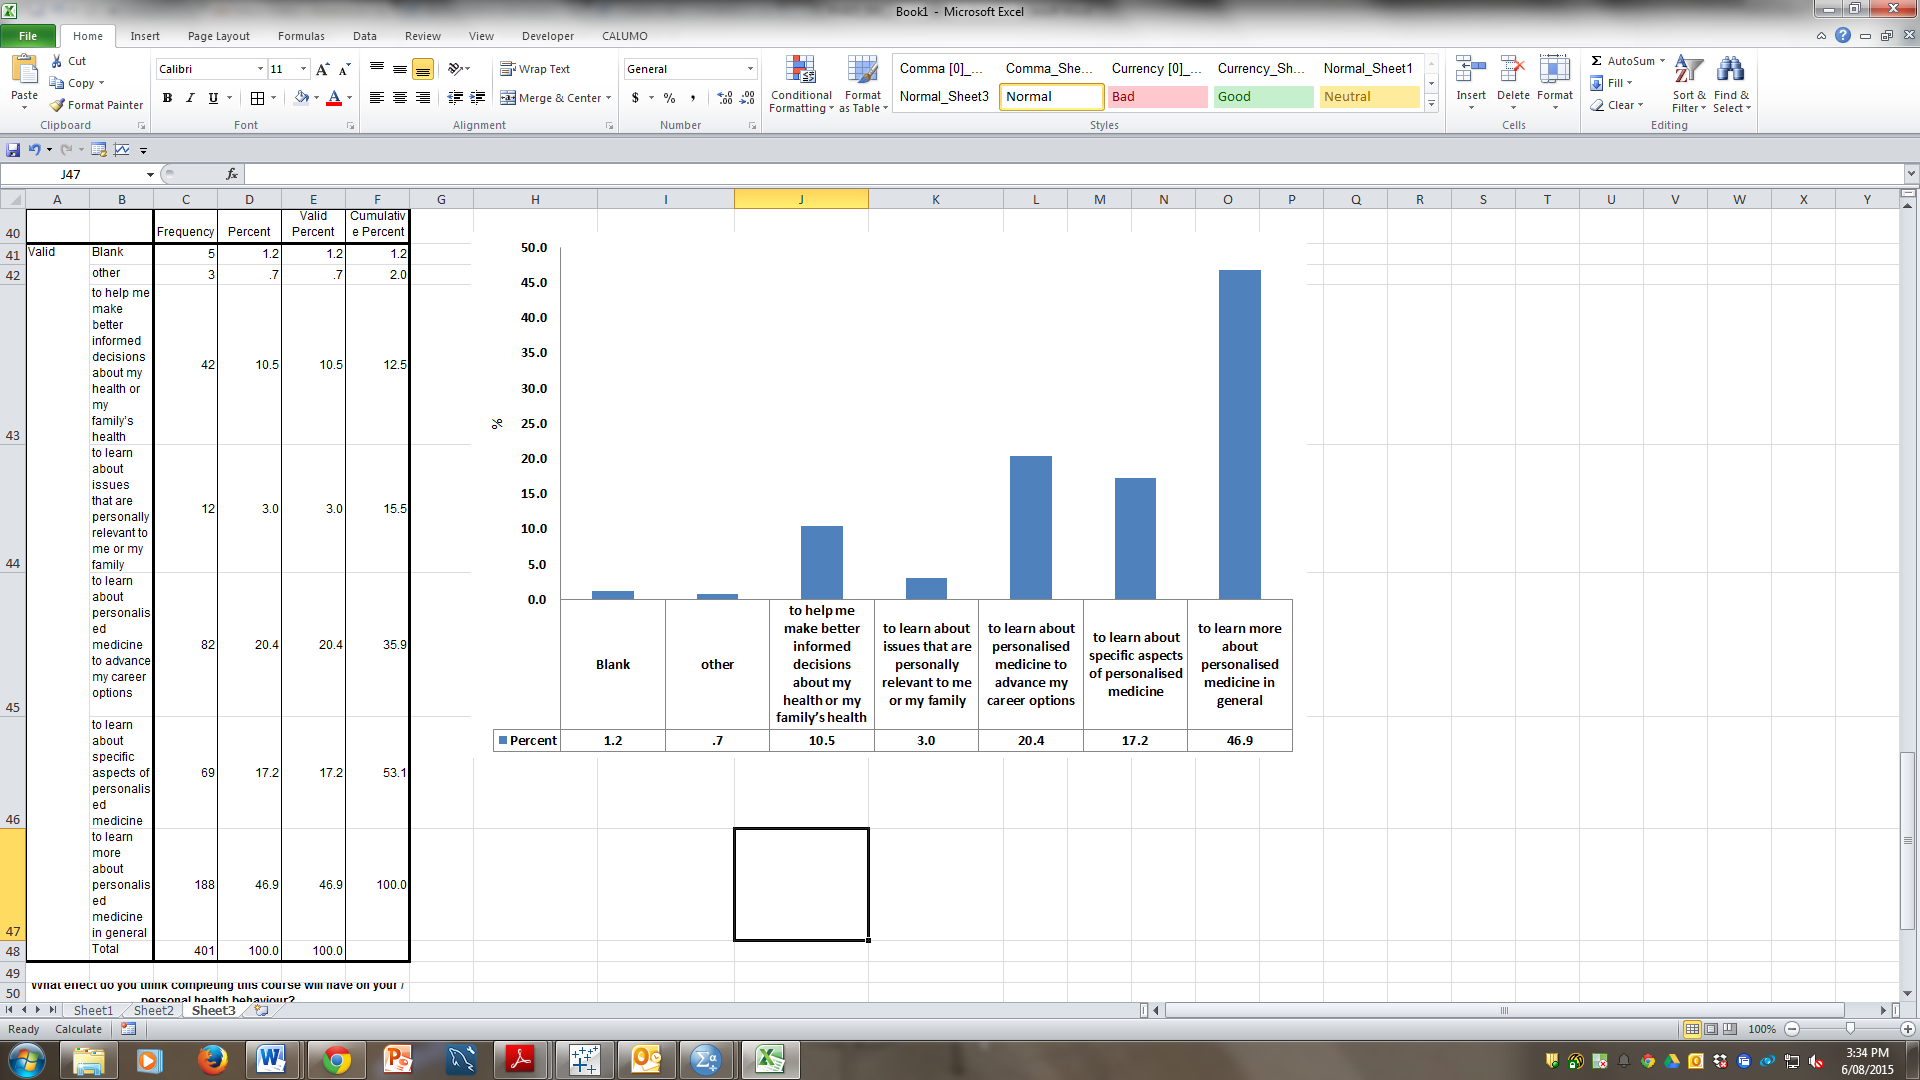 Book1 - Microsoft Excel
File Home Insert Page Layout Formulas Data Review View Developer CALUMO
Paste
Cut
Copy
Format Painter
Clipboard
Calibri 11
B I U
Font
Wrap Text
Merge & Center
Alignment
General
$ % ,
Number
Conditional Formatting
Format as Table
Comma [0]_... Comma_She... Currency [0]_... Currency_Sh... Normal_Sheet1
Normal_Sheet3 Normal Bad Good Neutral
Styles
Insert Delete Format
Cells
Σ AutoSum
Fill
Clear
Sort & Filter
Find & Select
Editing
J47 fx
A B C D E F G H I J K L M N O P Q R S T U V W X Y
40 Frequency Percent Valid Percent Cumulativ e Percent
41 Valid Blank 5 1.2 1.2 1.2
42 other 3 .7 .7 2.0
to help me
make
better
informed
decisions
about my
health or
my
family's
health
43 42 10.5 10.5 12.5
to learn
about
issues
that are
personally
relevant to
me or my
family
44 12 3.0 3.0 15.5
to learn
about
personalis
ed
medicine
to advance
my career
options
45 82 20.4 20.4 35.9
to learn
about
specific
aspects of
personalis
ed
medicine
46 69 17.2 17.2 53.1
to learn
more
about
personalis
ed
medicine
in general
47 188 46.9 46.9 100.0
48 Total 401 100.0 100.0
49
50 What effect do you think completing this course will have on your /
personal health behaviour?
%
50.0
45.0
40.0
35.0
30.0
25.0
20.0
15.0
10.0
5.0
0.0
Blank
other
to help me
make better
informed
decisions
about my
health or my
family's health
to learn about
issues that are
personally
relevant to me
or my family
to learn about
personalised
medicine to
advance my
career options
to learn about
specific aspects
of personalised
medicine
to learn more
about
personalised
medicine in
general
Percent 1.2 .7 10.5 3.0 20.4 17.2 46.9
Sheet1 Sheet2 Sheet3
Ready Calculate 100%
3:34 PM
6/08/2015